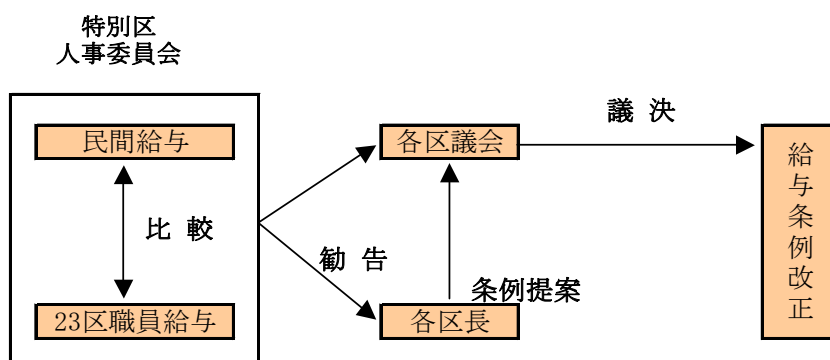 特別区
人事委員会
民間給与
比 較
23区職員給与
勧 告
各区議会
条例提案
各区長
議 決
給与条例改正